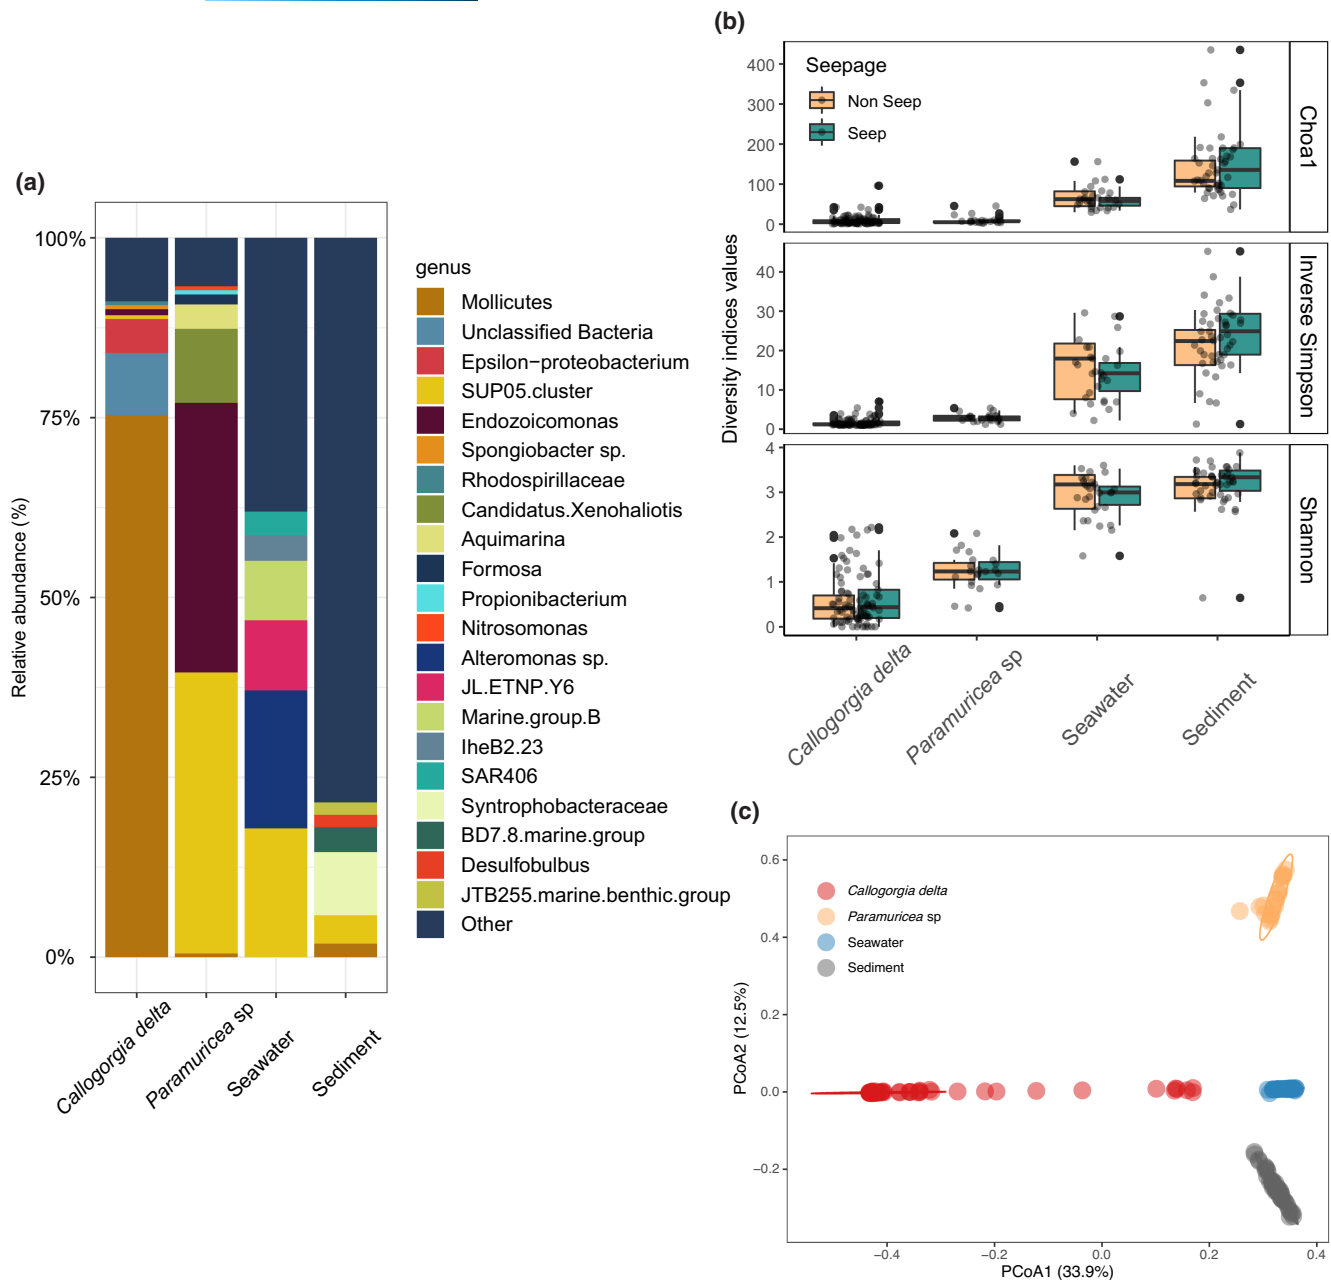 (a)
Relative abundance (%)
100%
75%
50%
25%
0%
Callogorgia delta
Paramuricea sp
Seawater
Sediment
genus
Mollicutes
Unclassified Bacteria
Epsilon−proteobacterium
SUP05.cluster
Endozoicomonas
Spongiobacter sp.
Rhodospirillaceae
Candidatus.Xenohaliotis
Aquimarina
Formosa
Propionibacterium
Nitrosomonas
Alteromonas sp.
JL.ETNP.Y6
Marine.group.B
IheB2.23
SAR406
Syntrophobacteraceae
BD7.8.marine.group
Desulfobulbus
JTB255.marine.benthic.group
Other
(b)
Diversity indices values
Seepage
Non Seep
Seep
400
300
200
100
0
Choa1
40
30
20
10
0
Inverse Simpson
4
3
2
1
0
Shannon
Callogorgia delta
Paramuricea sp
Seawater
Sediment
(c)
PCoA2 (12.5%)
0.6
0.4
0.2
0.0
−0.2
Callogorgia delta
Paramuricea sp
Seawater
Sediment
−0.4
−0.2
0.0
0.2
0.4
PCoA1 (33.9%)